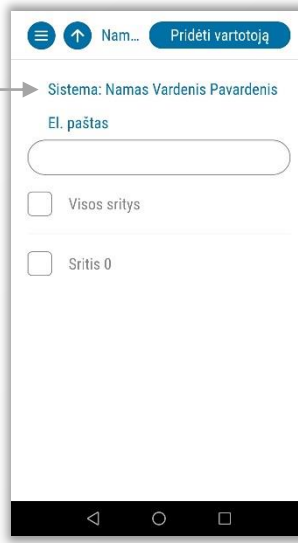 Nam... Pridėti vartotoją
Sistema: Namas Vardenis Pavardenis
El. paštas
Visos sritys
Sritis 0